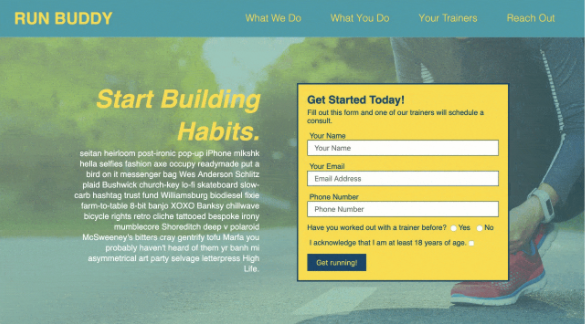 RUN BUDDY
What We Do
What You Do
Your Trainers
Reach Out
Start Building
Habits.
seitan heirloom post-ironic pop-up iPhone mlkshk
hella selfies fashion axe occupy readymade put a
bird on it messenger bag Wes Anderson Schlitz
plaid Bushwick church-key lo-fi skateboard slow-
carb hashtag trust fund Williamsburg biodiesel fixie
farm-to-table 8-bit banjo XOXO Banksy chillwave
bicycle rights retro cliche tattooed bespoke irony
mumblecore Shoreditch deep v polaroid
McSweeney's bitters cray gentrify tofu Marfa you
probably haven't heard of them yr banh mi
asymmetrical art party selvage letterpress High
Life.
Get Started Today!
Fill out this form and one of our trainers will schedule a
consult.
Your Name
Your Name
Your Email
Email Address
Phone Number
Phone Number
Have you worked out with a trainer before? Yes No
I acknowledge that I am at least 18 years of age.
Get running!